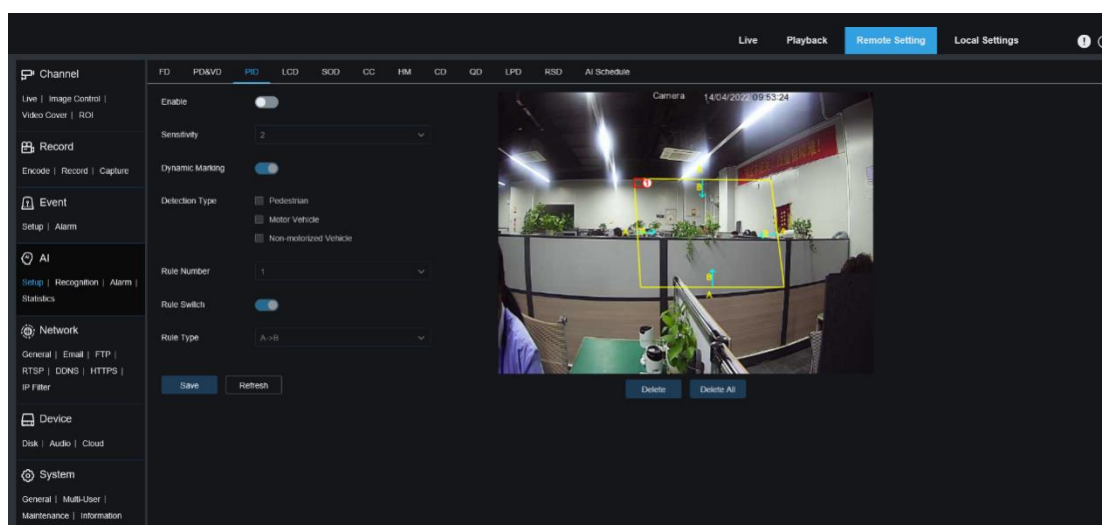 Live Playback Remote Setting Local Settings
Channel
Live | Image Control |
Video Cover | ROI
Record
Encode | Record | Capture
Event
Setup | Alarm
AI
Setup | Recognition | Alarm |
Statistics
Network
General | Email | FTP |
RTSP | DDNS | HTTPS |
IP Filter
Device
Disk | Audio | Cloud
System
General | Multi-User |
Maintenance | Information
FD PD&VD PID LCD SOD CC HM CD QD LPD RSD AI Schedule
Enable
Sensitivity 2
Dynamic Marking
Detection Type Pedestrian
Motor Vehicle
Non-motorized Vehicle
Rule Number 1
Rule Switch
Rule Type A->B
Save Refresh
Camera 14/04/2022 09:53:24
A
1
B
A B B A
B
A
Delete Delete All